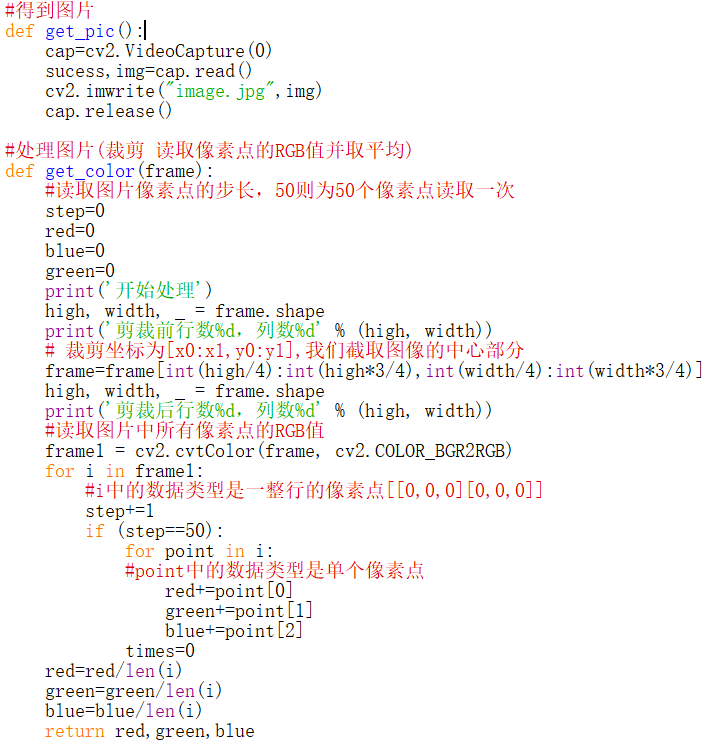 #得到图片
def get_pic():
    cap=cv2.VideoCapture(0)
    sucess,img=cap.read()
    cv2.imwrite("image.jpg",img)
    cap.release()

#处理图片(裁剪 读取像素点的RGB值并取平均)
def get_color(frame):
    #读取图片像素点的步长，50则为50个像素点读取一次
    step=0
    red=0
    blue=0
    green=0
    print('开始处理')
    high, width, _ = frame.shape
    print('剪裁前行数%d，列数%d' % (high, width))
    # 裁剪坐标为[x0:x1,y0:y1],我们截取图像的中心部分
    frame=frame[int(high/4):int(high*3/4),int(width/4):int(width*3/4)]
    high, width, _ = frame.shape
    print('剪裁后行数%d，列数%d' % (high, width))
    #读取图片中所有像素点的RGB值
    frame1 = cv2.cvtColor(frame, cv2.COLOR_BGR2RGB)
    for i in frame1:
        #i中的数据类型是一整行的像素点[[0,0,0][0,0,0]]
        step+=1
        if (step==50):
            for point in i:
            #point中的数据类型是单个像素点
                red+=point[0]
                green+=point[1]
                blue+=point[2]
            times=0
    red=red/len(i)
    green=green/len(i)
    blue=blue/len(i)
    return red,green,blue